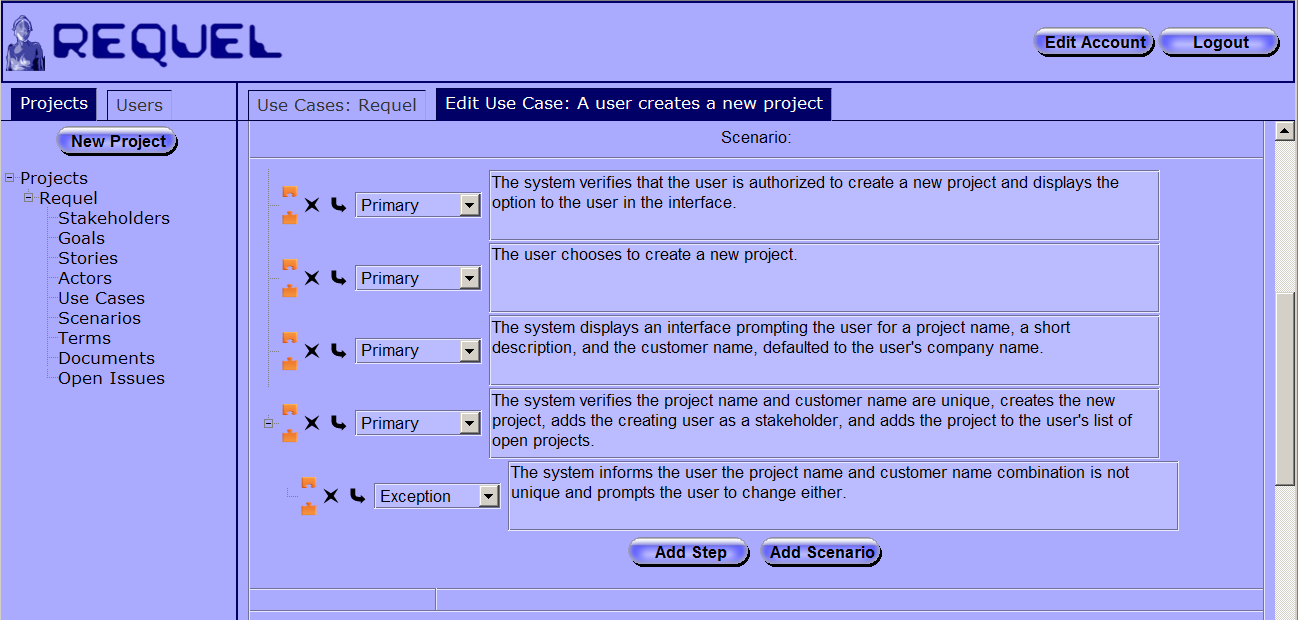 REQUEL
Edit Account
Logout
Projects
Users
Use Cases: Requel
Edit Use Case: A user creates a new project
New Project
Projects
Requel
Stakeholders
Goals
Stories
Actors
Use Cases
Scenarios
Terms
Documents
Open Issues
Scenario:
Primary
The system verifies that the user is authorized to create a new project and displays the
option to the user in the interface.
Primary
The user chooses to create a new project.
Primary
The system displays an interface prompting the user for a project name, a short
description, and the customer name, defaulted to the user's company name.
Primary
The system verifies the project name and customer name are unique, creates the new
project, adds the creating user as a stakeholder, and adds the project to the user's list of
open projects.
Exception
The system informs the user the project name and customer name combination is not
unique and prompts the user to change either.
Add Step
Add Scenario